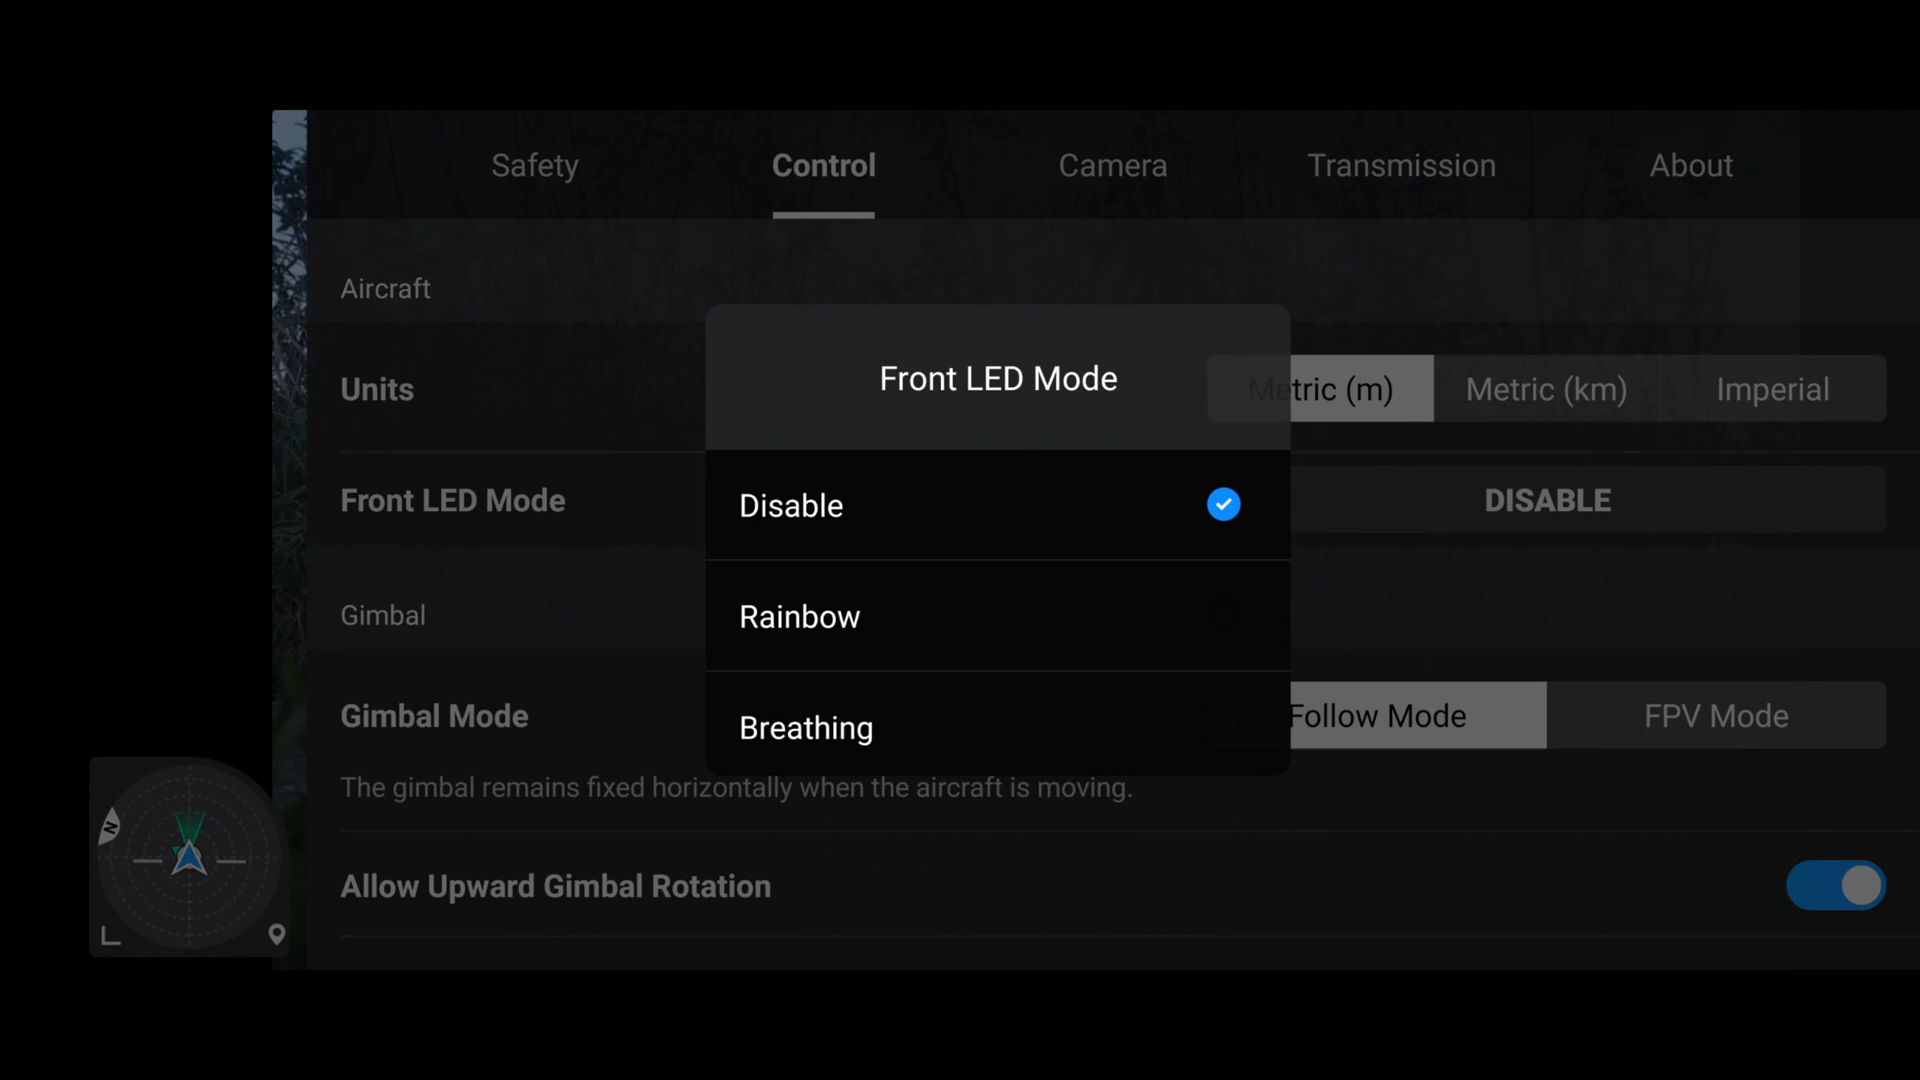 Safety Control Camera Transmission About
Aircraft
Units
Metric (m) Metric (km) Imperial
Front LED Mode
DISABLE
Gimbal
Gimbal Mode
Follow Mode FPV Mode
The gimbal remains fixed horizontally when the aircraft is moving.
Allow Upward Gimbal Rotation
Front LED Mode
Disable
Rainbow
Breathing
N